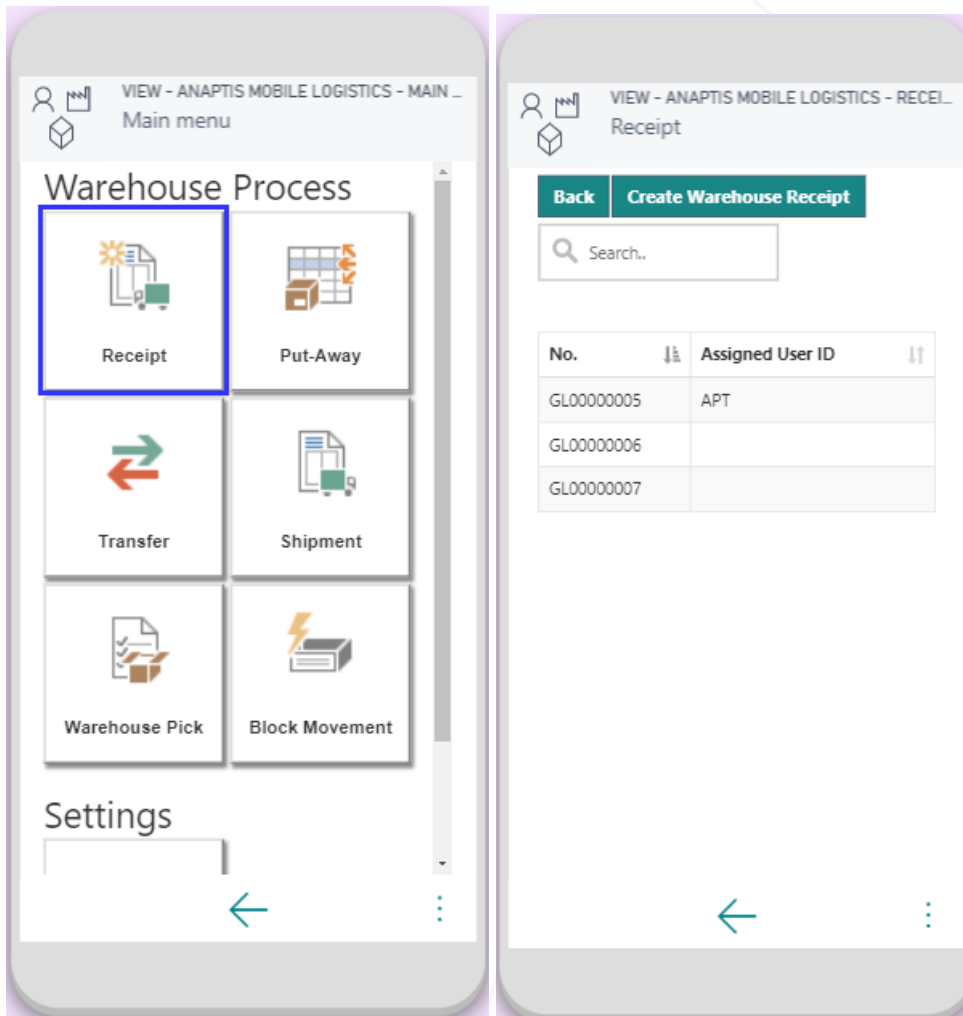 VIEW - ANAPTIS MOBILE LOGISTICS - MAIN ...
Main menu
Warehouse Process
Receipt
Put-Away
Transfer
Shipment
Warehouse Pick
Block Movement
Settings
VIEW - ANAPTIS MOBILE LOGISTICS - RECEI...
Receipt
Back
Create Warehouse Receipt
Search..
No.
Assigned User ID
GL00000005
APT
GL00000006
GL00000007